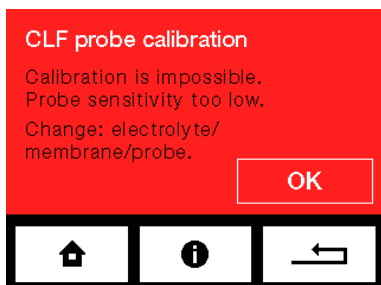 CLF probe calibration
Calibration is impossible.
Probe sensitivity too low.
Change: electrolyte/
membrane/probe.
OK